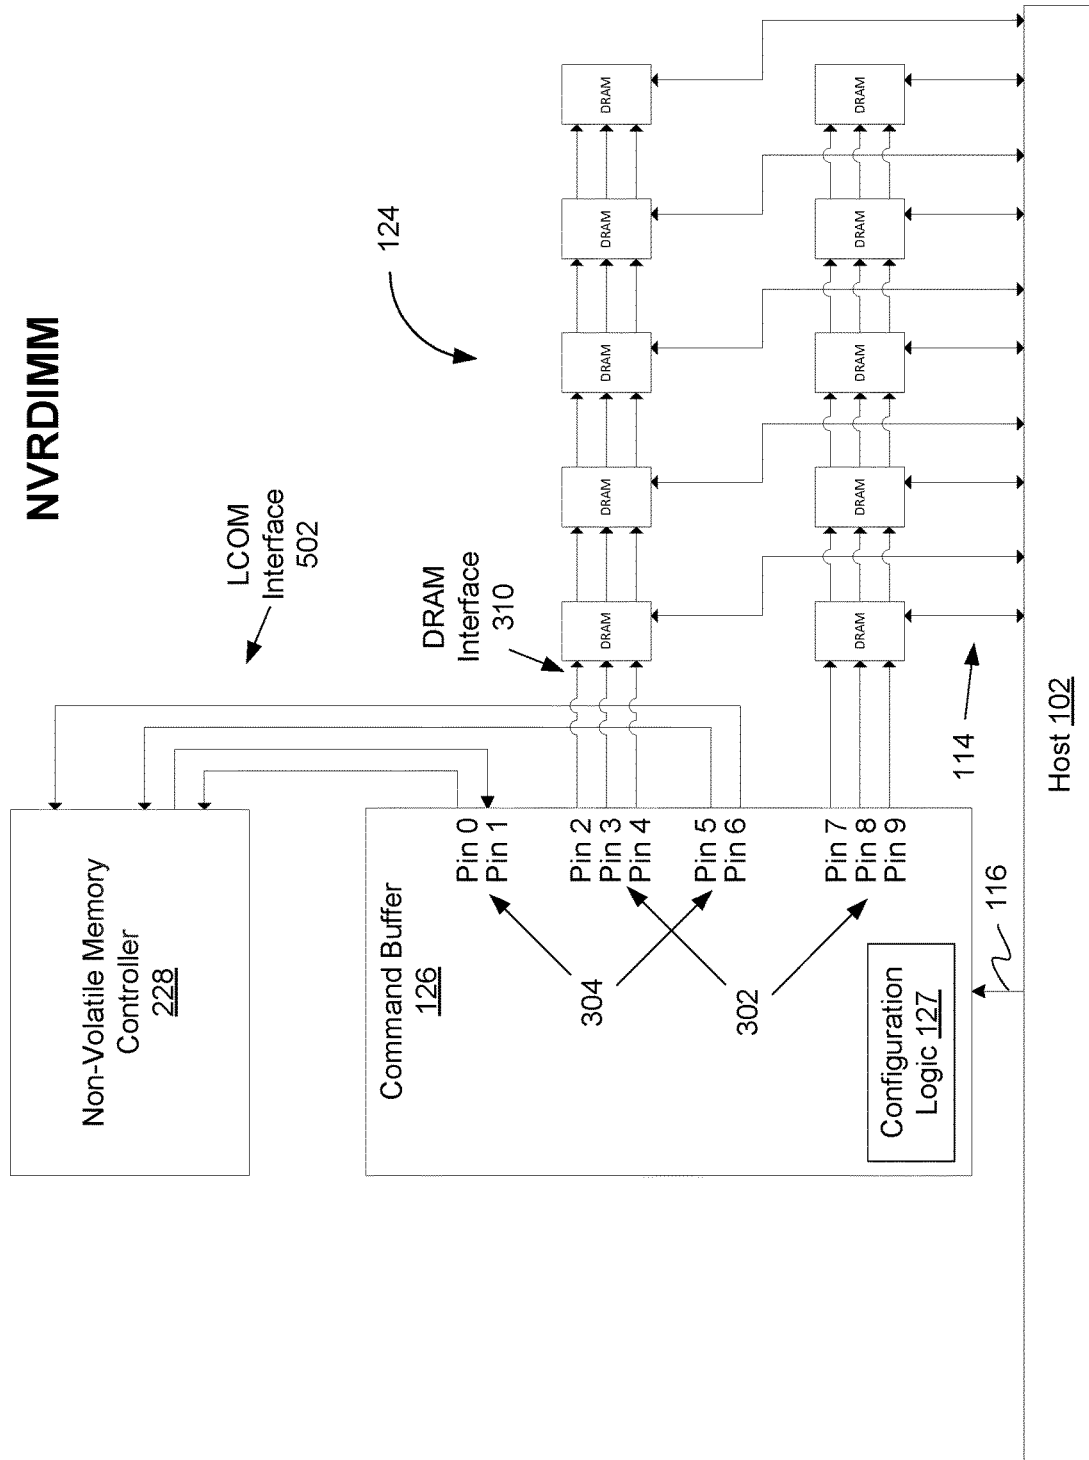 NVRDIMM
Non-Volatile Memory
Controller
228
LCOM
Interface
502
124
DRAM
Interface
310
Command Buffer
126
Pin 0
Pin 1
Pin 2
Pin 3
Pin 4
Pin 5
Pin 6
Pin 7
Pin 8
Pin 9
304
302
Configuration
Logic 127
DRAM
DRAM
DRAM
DRAM
DRAM
DRAM
DRAM
DRAM
DRAM
DRAM
116
114
Host 102